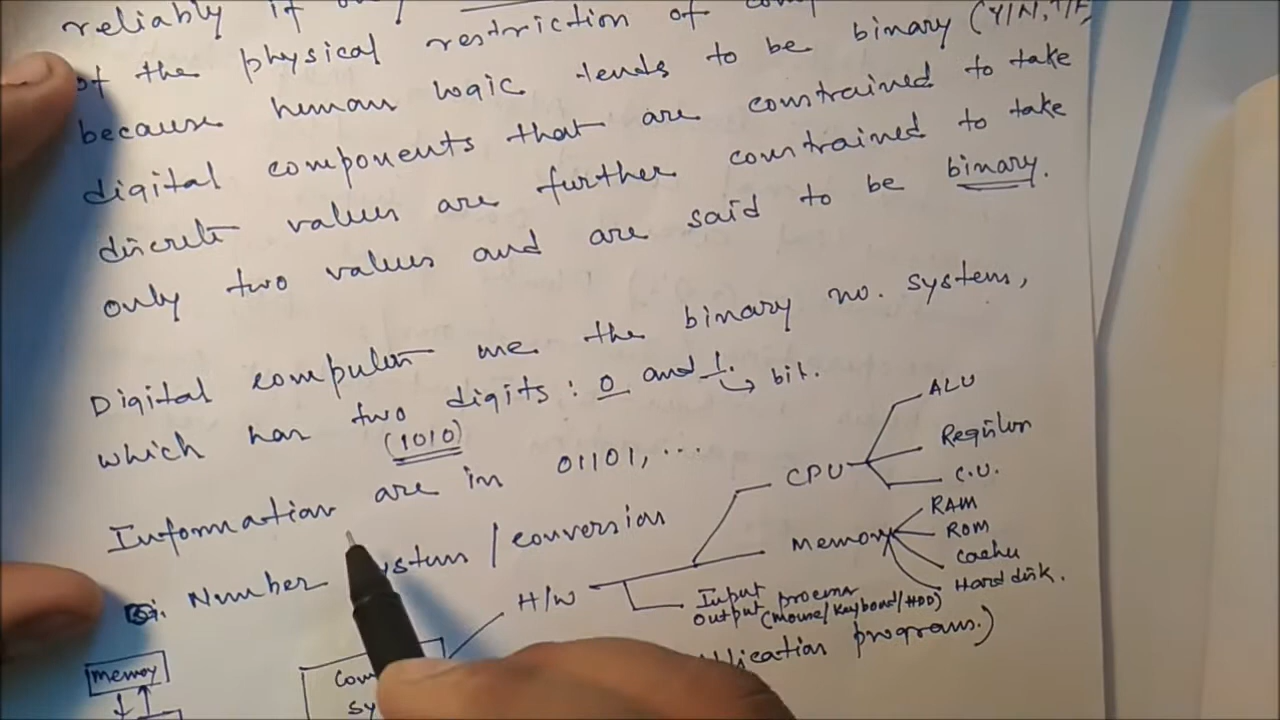 reliably if only
of the physical restriction of
because human logic tends to be binary (Y/N, T/F,
digital components that are constrained to take
discrete values are further constrained to take
only two values and are said to be binary.
Digital computer use the binary no. system,
which has two digits : 0 and 1. → bit.
(1010)
Information are in 01101, ...
Number system / conversion
CPU
ALU
Register
C.U.
Memory
RAM
ROM
Cache
Hard disk.
H/W
Input
Output process
(Mouse/Keyboard/HDD)
programs.)
memory